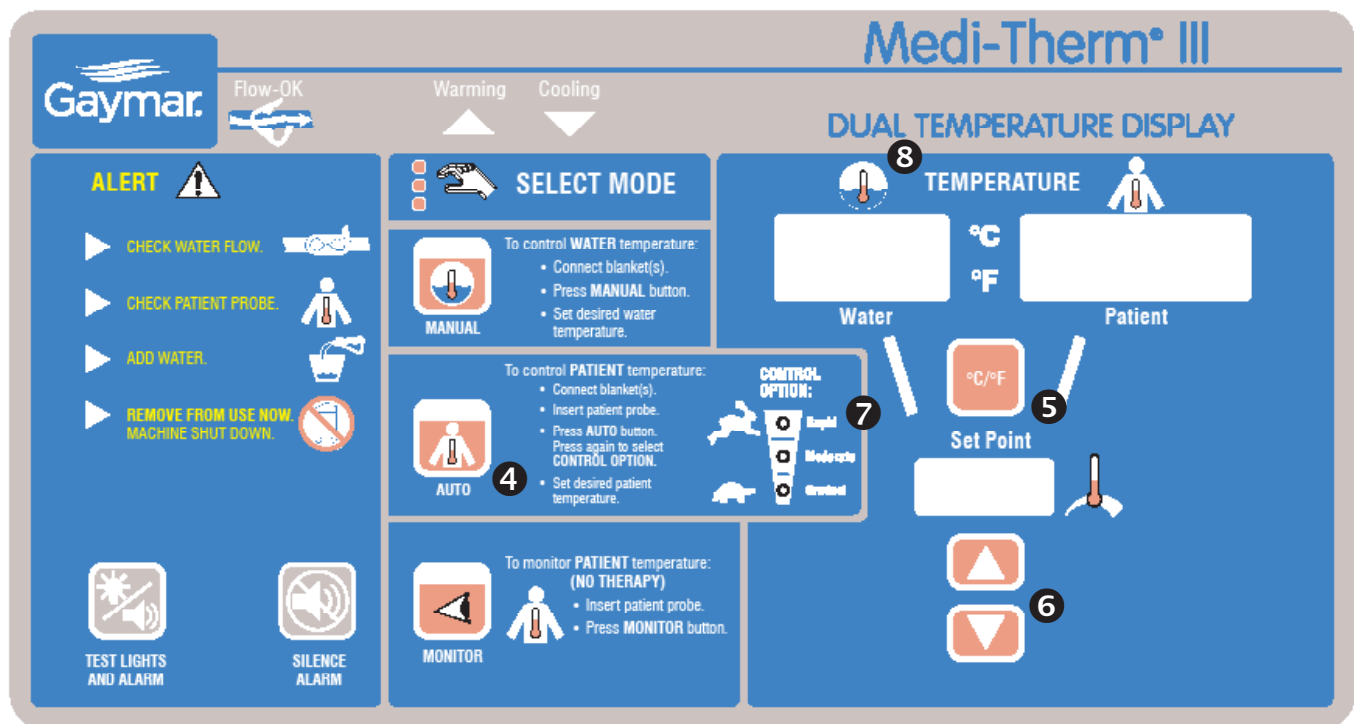 Medi-Therm® III
Gaymar®
Flow-OK
Warming
Cooling
DUAL TEMPERATURE DISPLAY
ALERT
CHECK WATER FLOW.
CHECK PATIENT PROBE.
ADD WATER.
REMOVE FROM USE NOW.
MACHINE SHUT DOWN.
TEST LIGHTS
AND ALARM
SILENCE
ALARM
SELECT MODE
MANUAL
To control WATER temperature:
• Connect blanket(s).
• Press MANUAL button.
• Set desired water
temperature.
AUTO
4
To control PATIENT temperature:
• Connect blanket(s).
• Insert patient probe.
• Press AUTO button.
Press again to select
CONTROL OPTION.
• Set desired patient
temperature.
CONTROL
OPTION:
7
Rapid
Moderate
Gradual
MONITOR
To monitor PATIENT temperature:
(NO THERAPY)
• Insert patient probe.
• Press MONITOR button.
8
TEMPERATURE
°C
°F
Water
Patient
°C/°F
5
Set Point
6